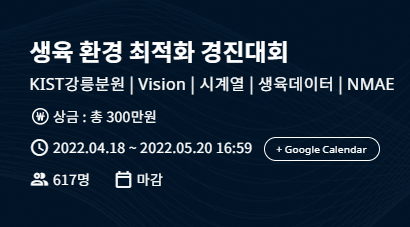 생육 환경 최적화 경진대회
KIST강릉분원 | Vision | 시계열 | 생육데이터 | NMAE
₩ 상금 : 총 300만원
2022.04.18 ~ 2022.05.20 16:59 + Google Calendar
617명 마감